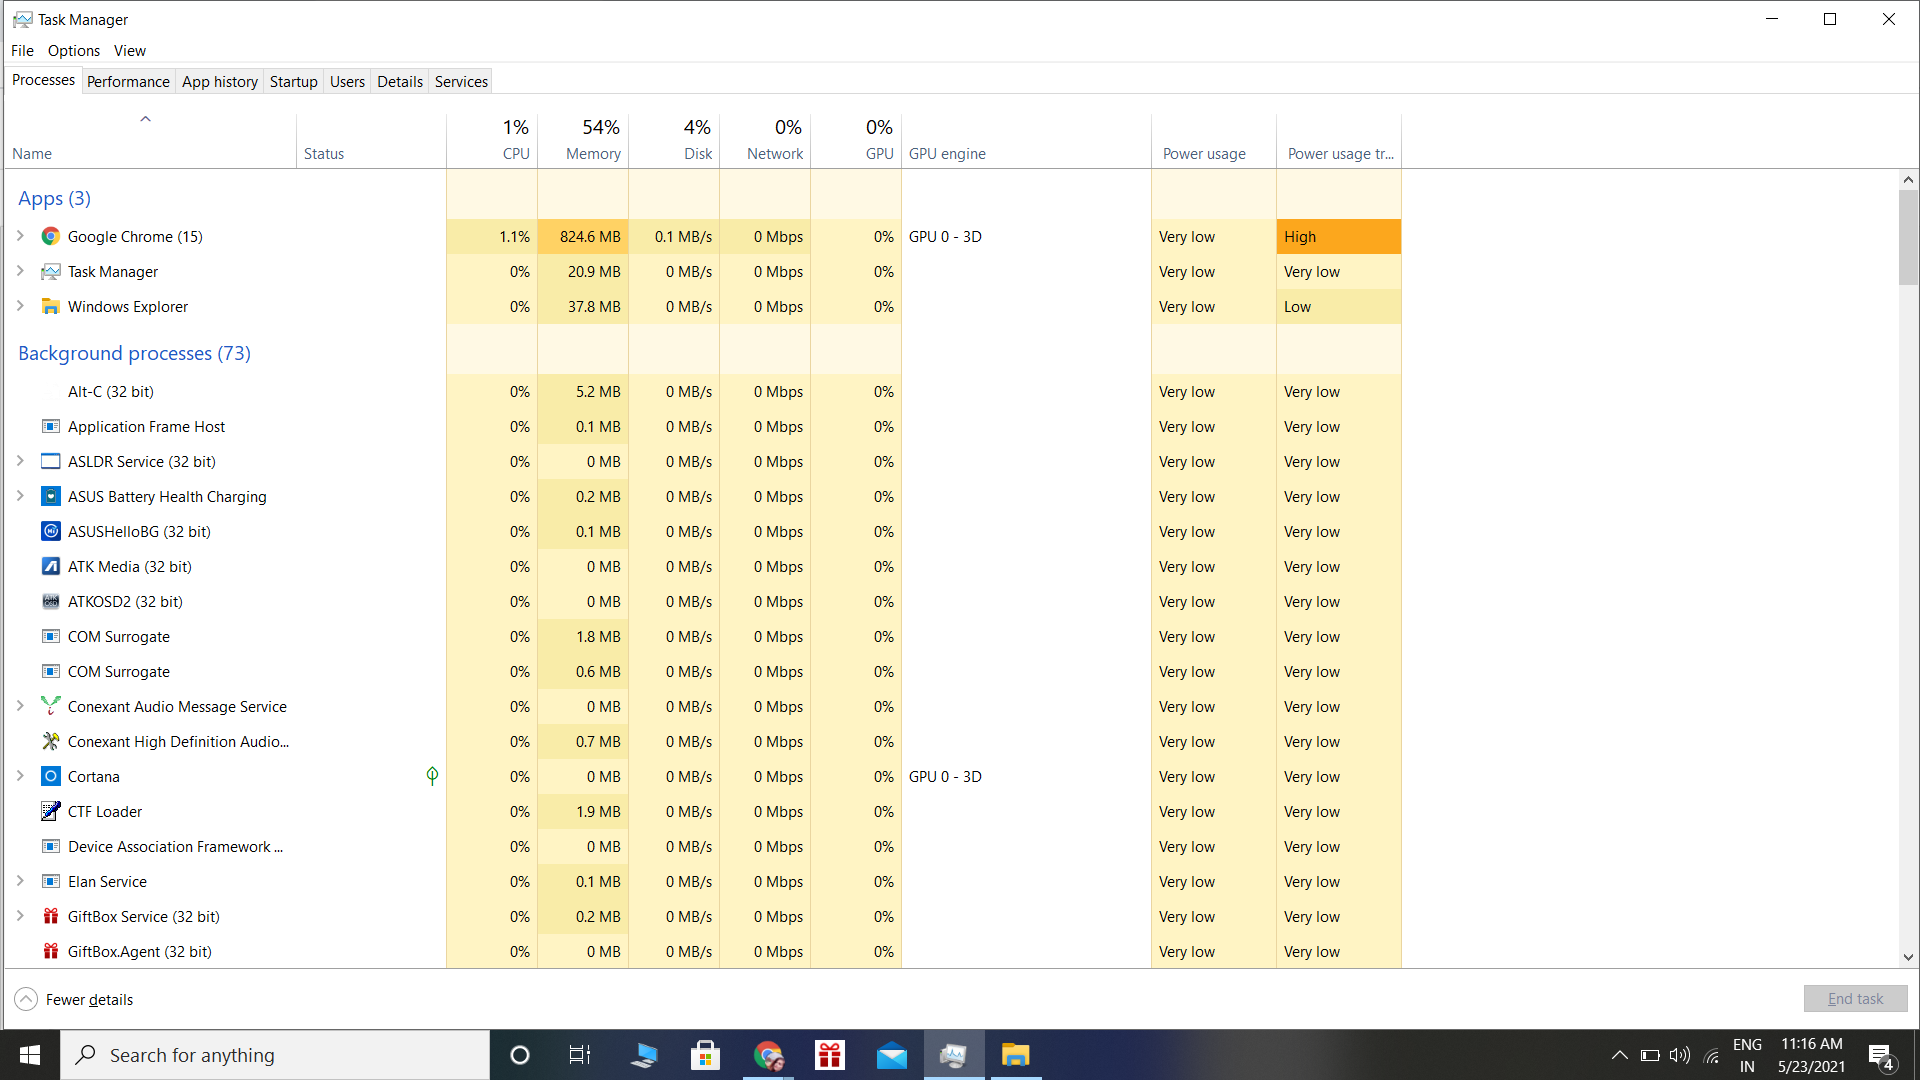 Task Manager
File Options View
Processes Performance App history Startup Users Details Services
1% 54% 4% 0% 0%
Name Status CPU Memory Disk Network GPU GPU engine Power usage Power usage tr...
Apps (3)
Google Chrome (15) 1.1% 824.6 MB 0.1 MB/s 0 Mbps 0% GPU 0 - 3D Very low High
Task Manager 0% 20.9 MB 0 MB/s 0 Mbps 0% Very low Very low
Windows Explorer 0% 37.8 MB 0 MB/s 0 Mbps 0% Very low Low
Background processes (73)
Alt-C (32 bit) 0% 5.2 MB 0 MB/s 0 Mbps 0% Very low Very low
Application Frame Host 0% 0.1 MB 0 MB/s 0 Mbps 0% Very low Very low
ASLDR Service (32 bit) 0% 0 MB 0 MB/s 0 Mbps 0% Very low Very low
ASUS Battery Health Charging 0% 0.2 MB 0 MB/s 0 Mbps 0% Very low Very low
ASUSHelloBG (32 bit) 0% 0.1 MB 0 MB/s 0 Mbps 0% Very low Very low
ATK Media (32 bit) 0% 0 MB 0 MB/s 0 Mbps 0% Very low Very low
ATKOSD2 (32 bit) 0% 0 MB 0 MB/s 0 Mbps 0% Very low Very low
COM Surrogate 0% 1.8 MB 0 MB/s 0 Mbps 0% Very low Very low
COM Surrogate 0% 0.6 MB 0 MB/s 0 Mbps 0% Very low Very low
Conexant Audio Message Service 0% 0 MB 0 MB/s 0 Mbps 0% Very low Very low
Conexant High Definition Audio... 0% 0.7 MB 0 MB/s 0 Mbps 0% Very low Very low
Cortana 0% 0 MB 0 MB/s 0 Mbps 0% GPU 0 - 3D Very low Very low
CTF Loader 0% 1.9 MB 0 MB/s 0 Mbps 0% Very low Very low
Device Association Framework ... 0% 0 MB 0 MB/s 0 Mbps 0% Very low Very low
Elan Service 0% 0.1 MB 0 MB/s 0 Mbps 0% Very low Very low
GiftBox Service (32 bit) 0% 0.2 MB 0 MB/s 0 Mbps 0% Very low Very low
GiftBox.Agent (32 bit) 0% 0 MB 0 MB/s 0 Mbps 0% Very low Very low
Fewer details End task
Search for anything
ENG 11:16 AM
IN 5/23/2021 4